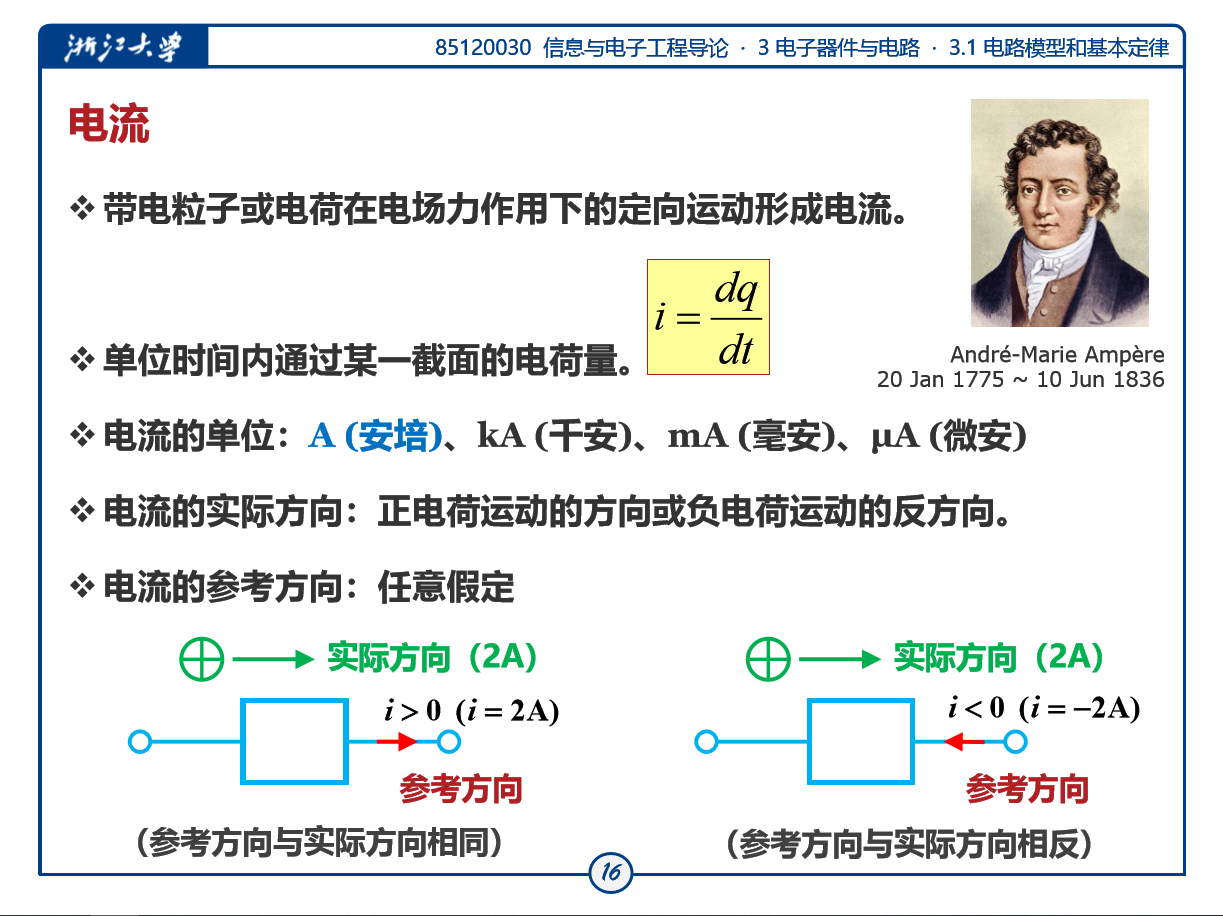 浙江大学
85120030 信息与电子工程导论 · 3 电子器件与电路 · 3.1 电路模型和基本定律
电流
❖ 带电粒子或电荷在电场力作用下的定向运动形成电流。
❖ 单位时间内通过某一截面的电荷量。
i = dq/dt
André-Marie Ampère
20 Jan 1775 ~ 10 Jun 1836
❖ 电流的单位：A (安培)、kA (千安)、mA (毫安)、μA (微安)
❖ 电流的实际方向：正电荷运动的方向或负电荷运动的反方向。
❖ 电流的参考方向：任意假定
实际方向（2A）
i > 0 (i = 2A)
参考方向
（参考方向与实际方向相同）
实际方向（2A）
i < 0 (i = −2A)
参考方向
（参考方向与实际方向相反）
16